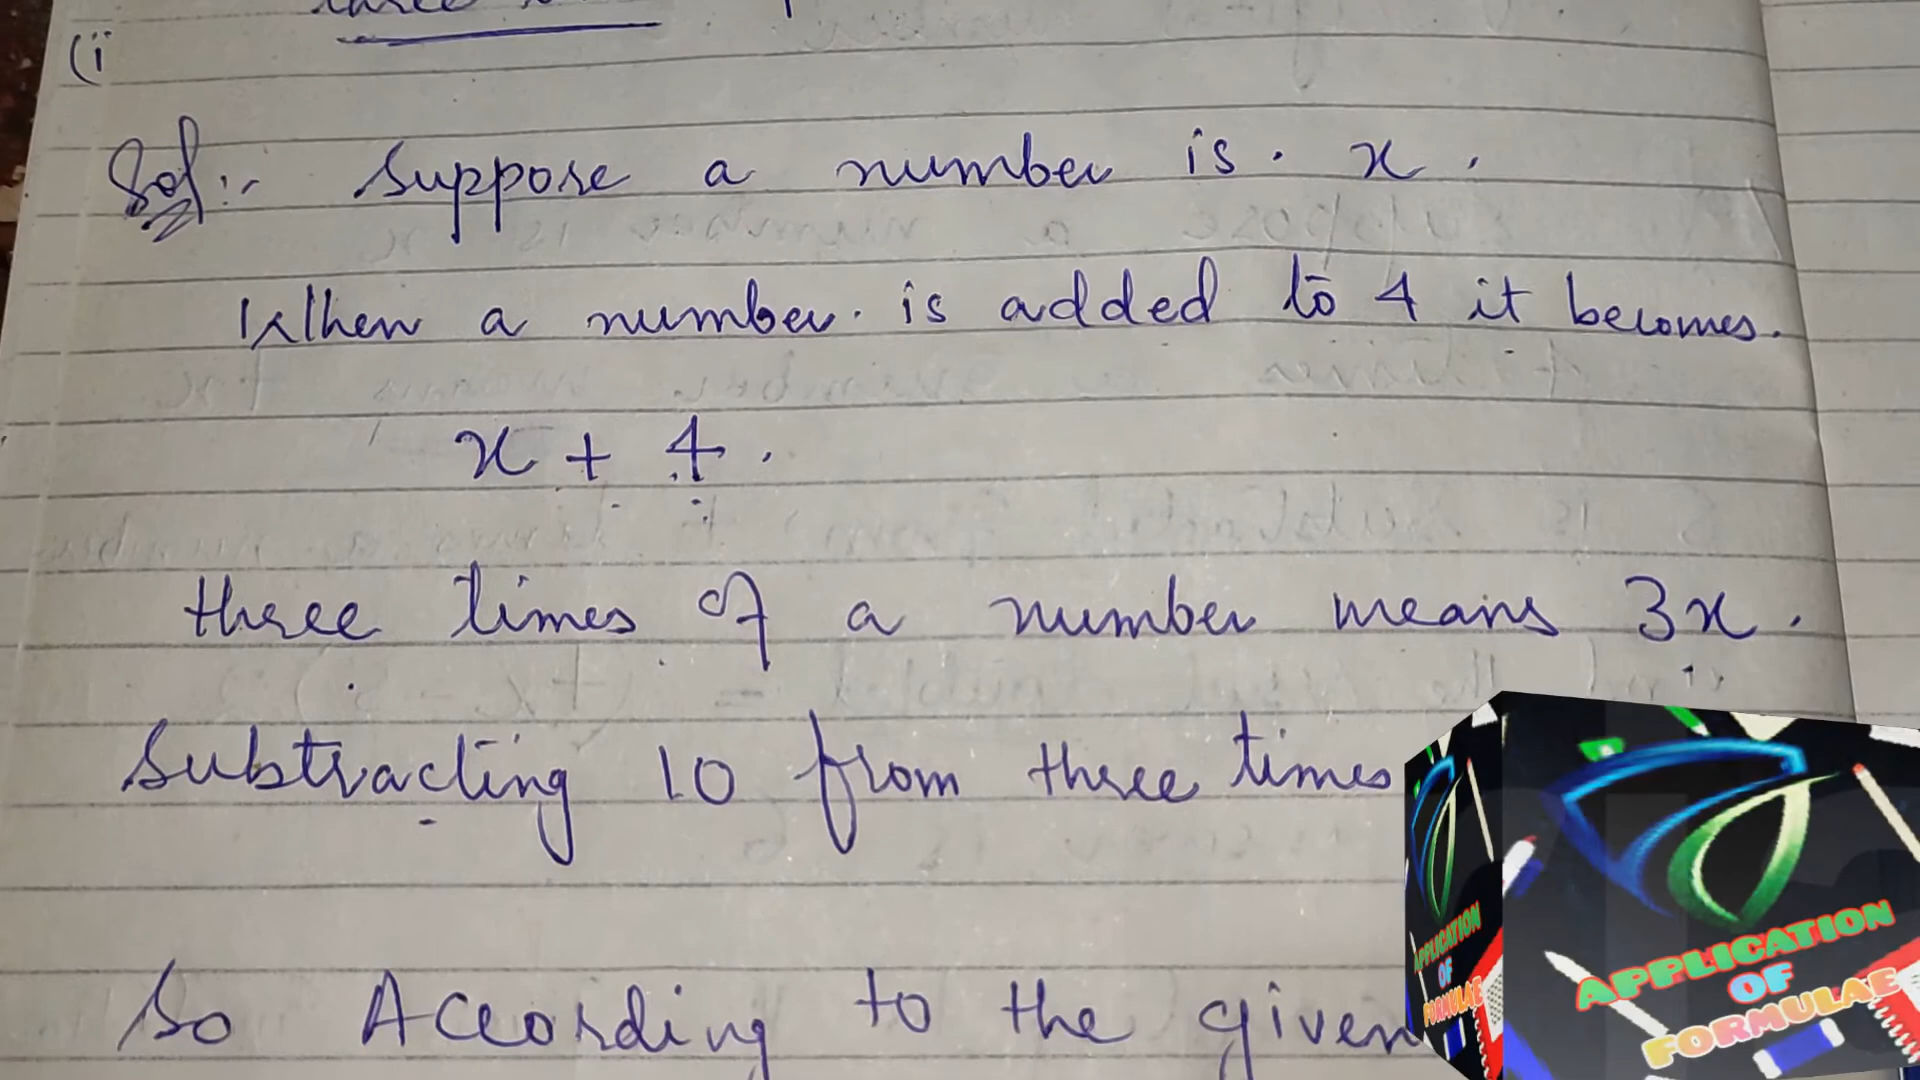 (i
Sol:- Suppose a number is. x.
When a number. is added to 4 it becomes.
x + 4.
three times of a number means 3x.
Subtracting 10 from three times
So According to the given
APPLICATION
OF
FORMULAE
APPLICATION
OF
FORMULAE